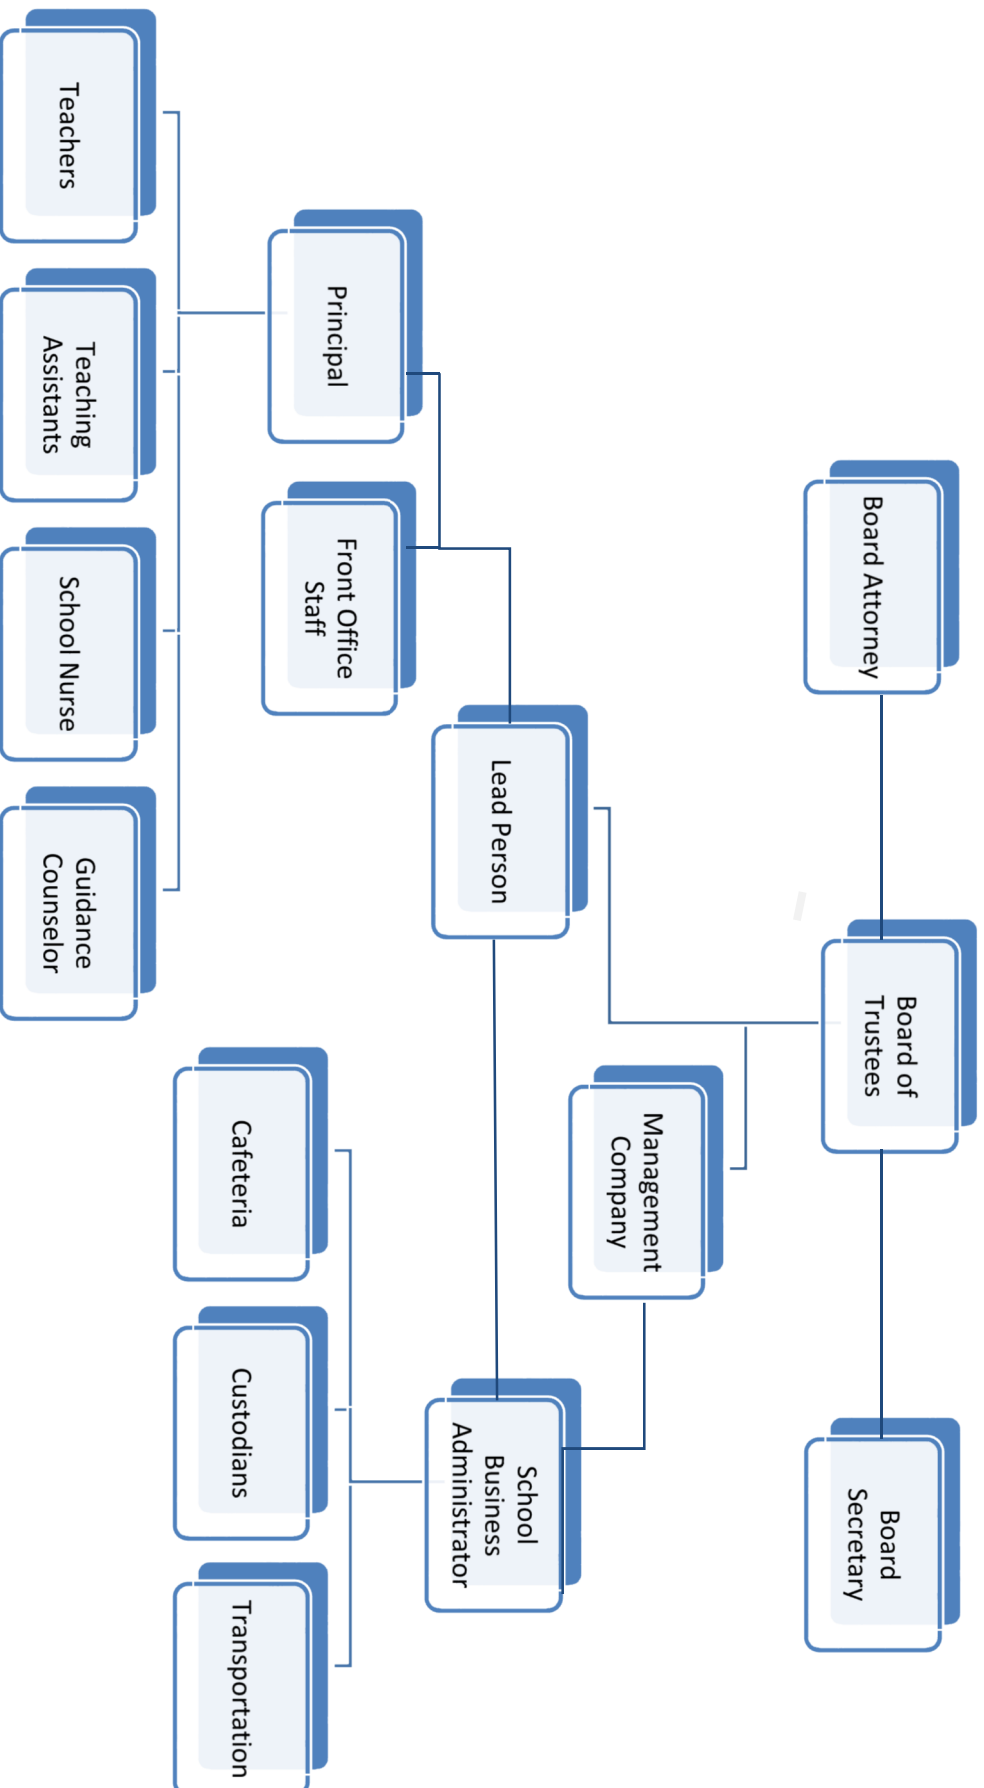 Board Attorney
Board of
Trustees
Board
Secretary
Management
Company
Lead Person
School
Business
Administrator
Principal
Front Office
Staff
Cafeteria
Custodians
Transportation
Teachers
Teaching
Assistants
School Nurse
Guidance
Counselor